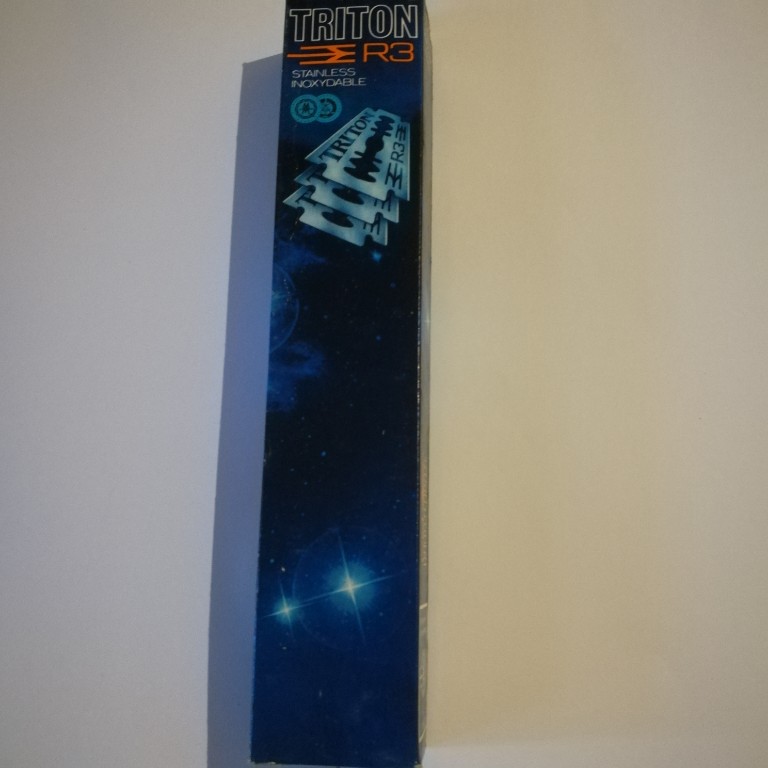 TRITON
R3
STAINLESS
INOXYDABLE
TRITON
R3